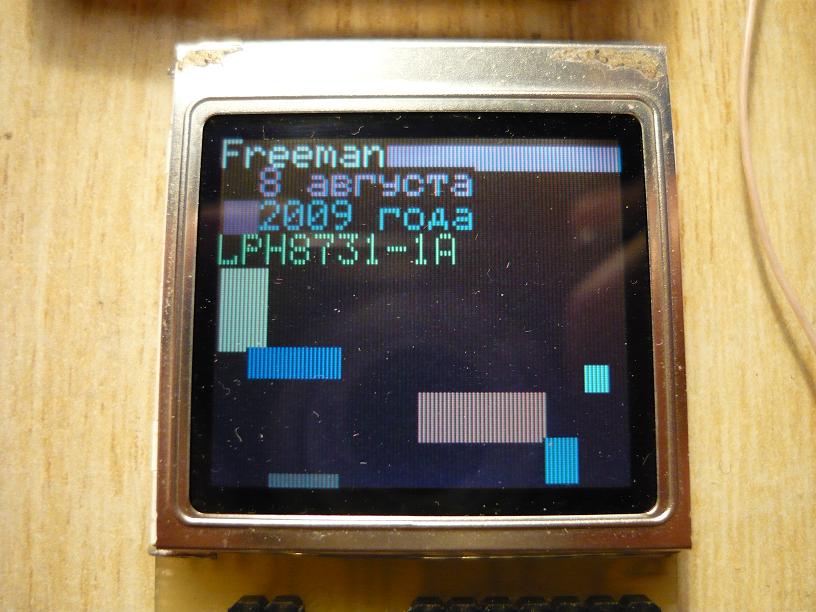 Freeman
8 августа
2009 года
LPH8731-1A